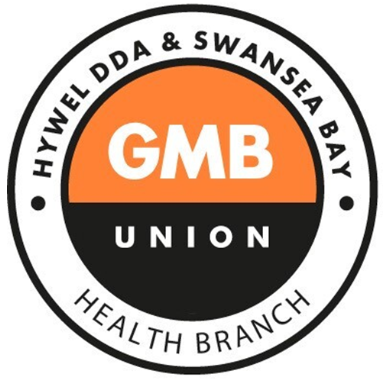 HYWEL DDA & SWANSEA BAY
GMB
UNION
HEALTH BRANCH